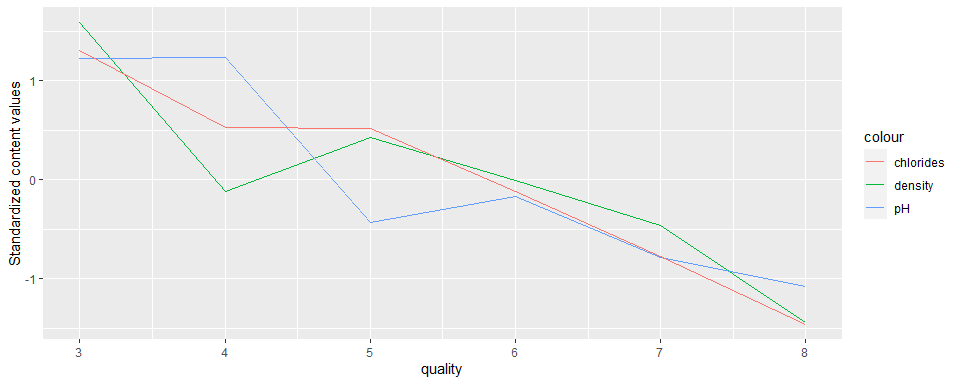 Standardized content values
1
0
-1
3 4 5 6 7 8
quality
colour
chlorides
density
pH